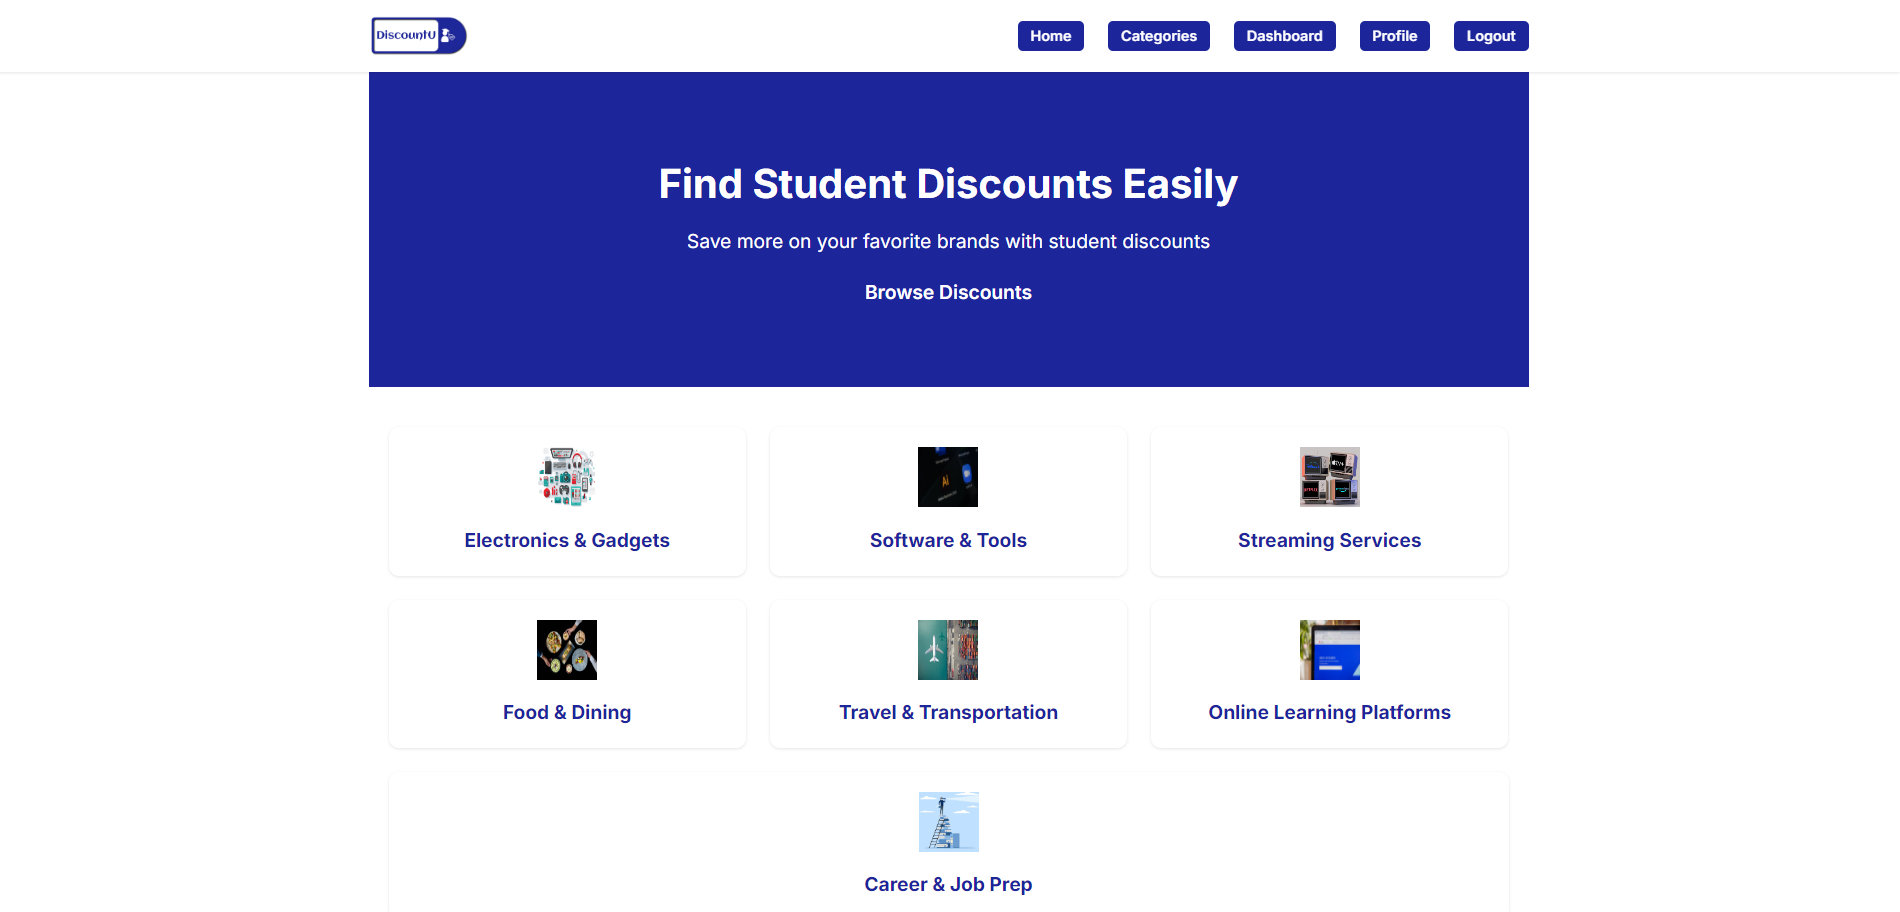 DiscountU
Home Categories Dashboard Profile Logout
Find Student Discounts Easily
Save more on your favorite brands with student discounts
Browse Discounts
Electronics & Gadgets
Ai
Software & Tools
Streaming Services
Food & Dining
Travel & Transportation
Online Learning Platforms
Career & Job Prep